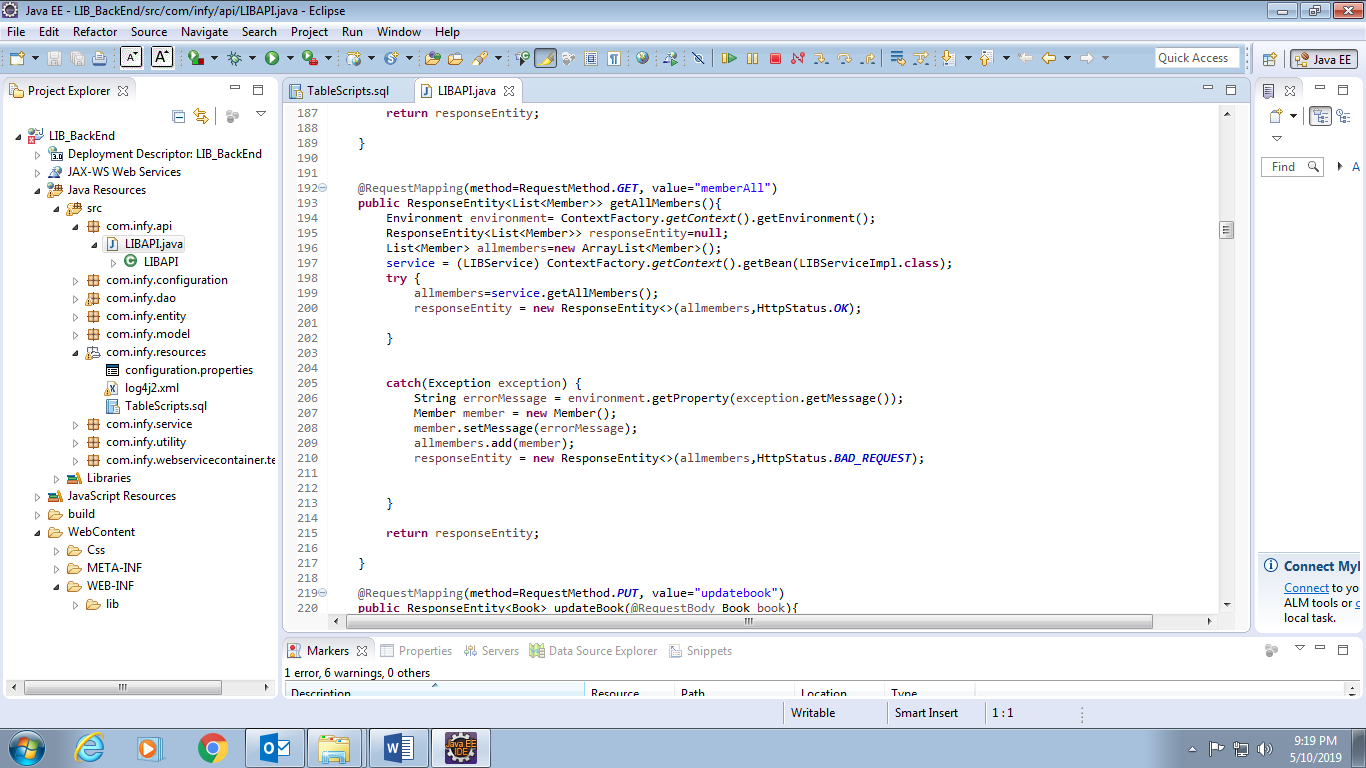 Java EE - LIB_BackEnd/src/com/infy/api/LIBAPI.java - Eclipse
File Edit Refactor Source Navigate Search Project Run Window Help
A A Quick Access Java EE
Project Explorer
LIB_BackEnd
3.0 Deployment Descriptor: LIB_BackEnd
JAX-WS Web Services
Java Resources
src
com.infy.api
LIBAPI.java
LIBAPI
com.infy.configuration
com.infy.dao
com.infy.entity
com.infy.model
com.infy.resources
configuration.properties
log4j2.xml
TableScripts.sql
com.infy.service
com.infy.utility
com.infy.webservicecontainer.te
Libraries
JavaScript Resources
build
WebContent
Css
META-INF
WEB-INF
lib
TableScripts.sql LIBAPI.java
187 return responseEntity;
188
189 }
190
191
192 @RequestMapping(method=RequestMethod.GET, value="memberAll")
193 public ResponseEntity<List<Member>> getAllMembers(){
194 Environment environment= ContextFactory.getContext().getEnvironment();
195 ResponseEntity<List<Member>> responseEntity=null;
196 List<Member> allmembers=new ArrayList<Member>();
197 service = (LIBService) ContextFactory.getContext().getBean(LIBServiceImpl.class);
198 try {
199 allmembers=service.getAllMembers();
200 responseEntity = new ResponseEntity<>(allmembers,HttpStatus.OK);
201
202 }
203
204
205 catch(Exception exception) {
206 String errorMessage = environment.getProperty(exception.getMessage());
207 Member member = new Member();
208 member.setMessage(errorMessage);
209 allmembers.add(member);
210 responseEntity = new ResponseEntity<>(allmembers,HttpStatus.BAD_REQUEST);
211
212
213 }
214
215 return responseEntity;
216
217 }
218
219 @RequestMapping(method=RequestMethod.PUT, value="updatebook")
220 public ResponseEntity<Book> updateBook(@RequestBody Book book){
Find A
Connect Myl
Connect to yo
ALM tools or c
local task.
Markers Properties Servers Data Source Explorer Snippets
1 error, 6 warnings, 0 others
Description Resource Path Location Type
Writable Smart Insert 1 : 1
Java EE
IDE
9:19 PM
5/10/2019